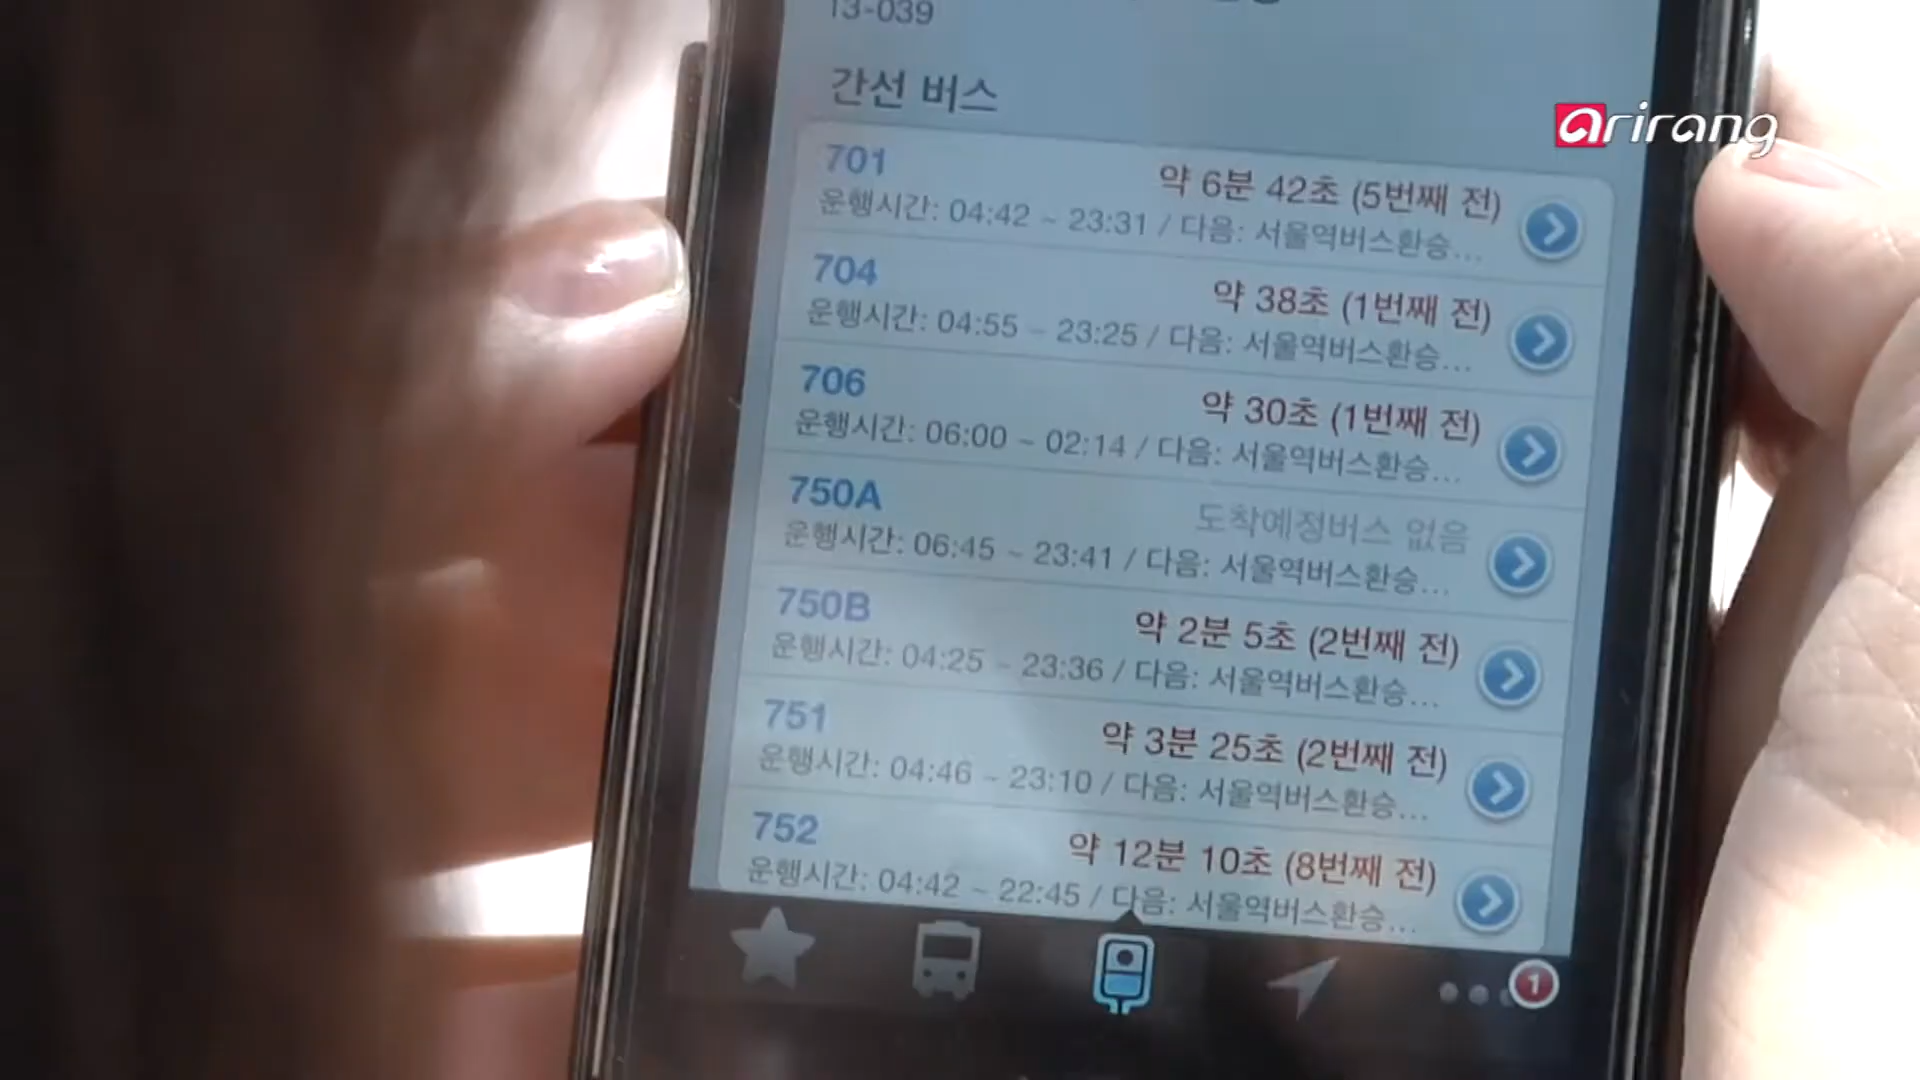 13-039
간선 버스
arirang
701
약 6분 42초 (5번째 전)
운행시간: 04:42 ~ 23:31 / 다음: 서울역버스환승...
704
약 38초 (1번째 전)
운행시간: 04:55 ~ 23:25 / 다음: 서울역버스환승...
706
약 30초 (1번째 전)
운행시간: 06:00 ~ 02:14 / 다음: 서울역버스환승...
750A
도착예정버스 없음
운행시간: 06:45 ~ 23:41 / 다음: 서울역버스환승...
750B
약 2분 5초 (2번째 전)
운행시간: 04:25 ~ 23:36 / 다음: 서울역버스환승...
751
약 3분 25초 (2번째 전)
운행시간: 04:46 ~ 23:10 / 다음: 서울역버스환승...
752
약 12분 10초 (8번째 전)
운행시간: 04:42 ~ 22:45 / 다음: 서울역버스환승...
1